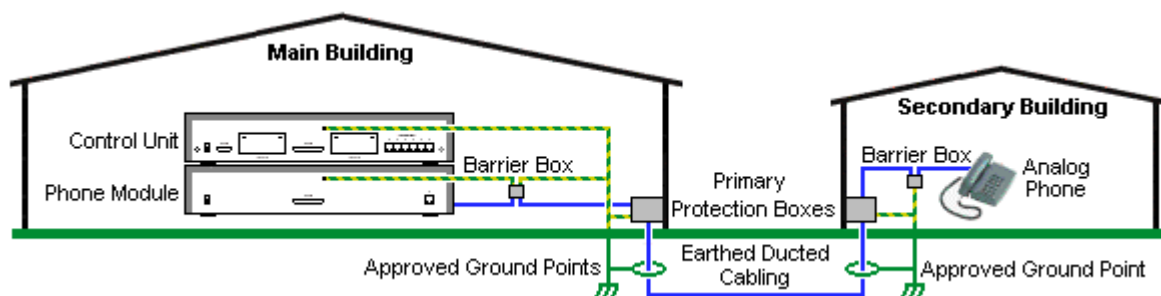 Main Building
Secondary Building
Control Unit
Barrier Box
Barrier Box
Analog
Phone
Phone Module
Primary
Protection Boxes
Approved Ground Points
Earthed Ducted
Cabling
Approved Ground Point